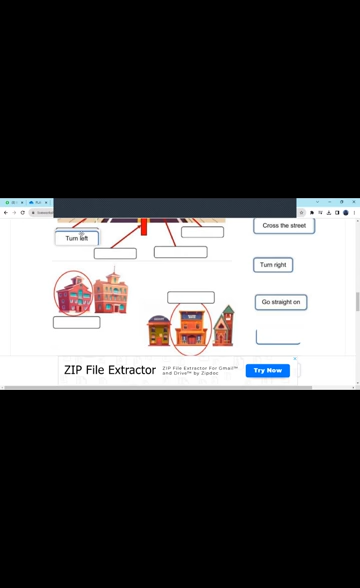 Cross the street
Turn left
Turn right
Go straight on
ZIP File Extractor
ZIP File Extractor For Gmail™
and Drive™ by Zipdoc
Try Now